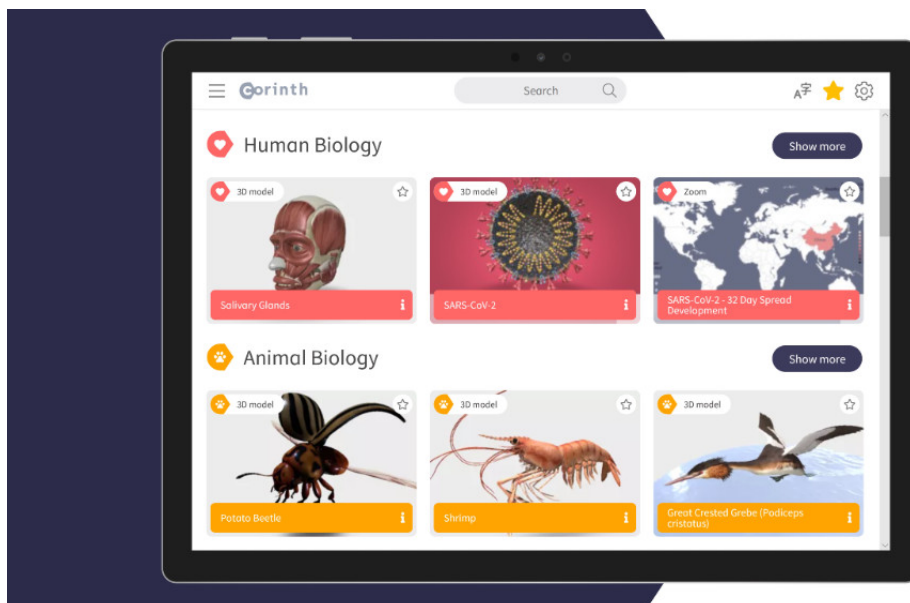 corinth
Search
A字
Human Biology
Show more
3D model
3D model
Zoom
Salivary Glands
SARS-CoV-2
SARS-CoV-2 - 32 Day Spread
Development
Animal Biology
Show more
3D model
3D model
3D model
Potato Beetle
Shrimp
Great Crested Grebe (Podiceps
cristatus)